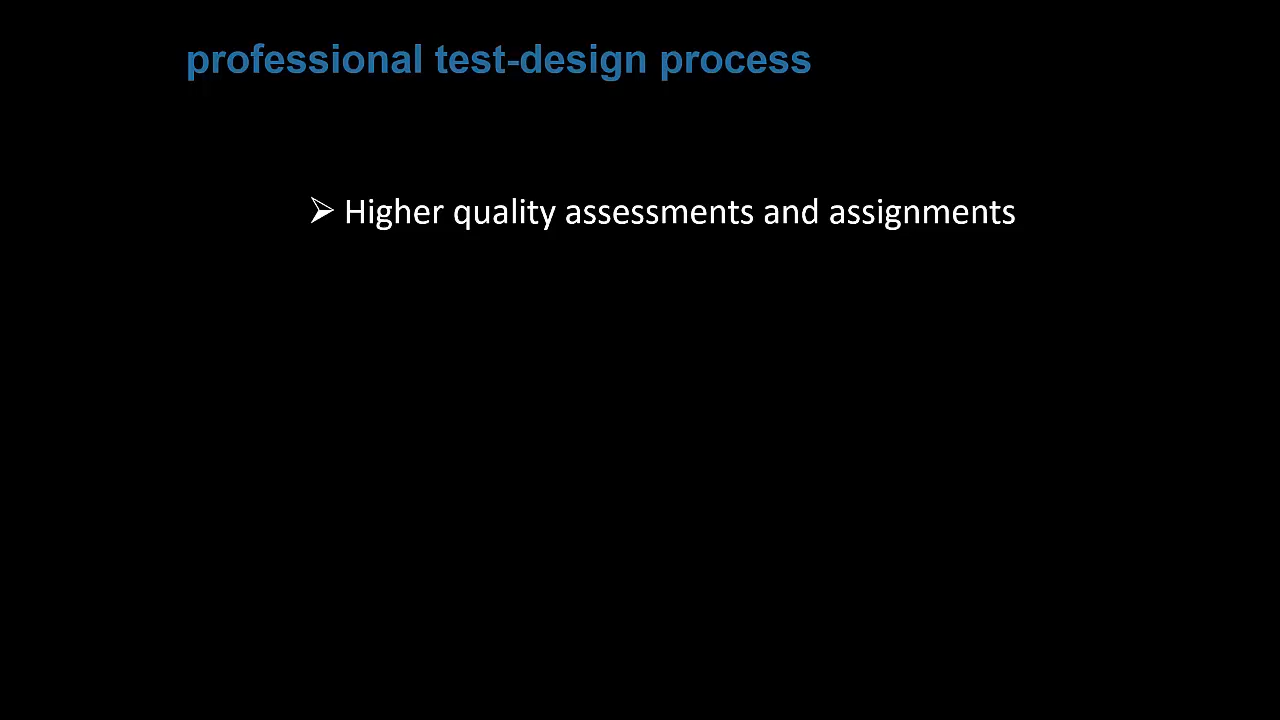 professional test-design process
➢ Higher quality assessments and assignments